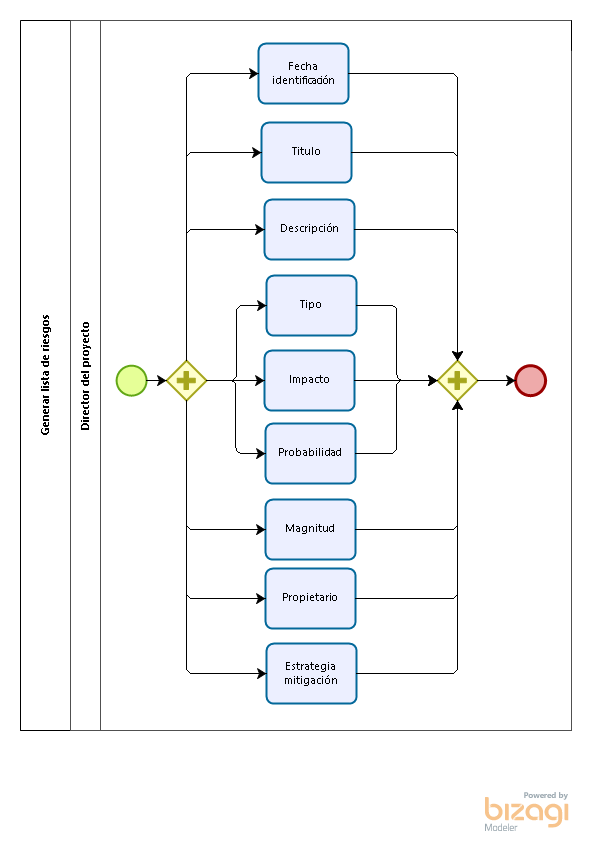 Generar lista de riesgos
Director del proyecto
Fecha
identificación
Titulo
Descripción
Tipo
Impacto
Probabilidad
Magnitud
Propietario
Estrategia
mitigación
Powered by
bizagi
Modeler